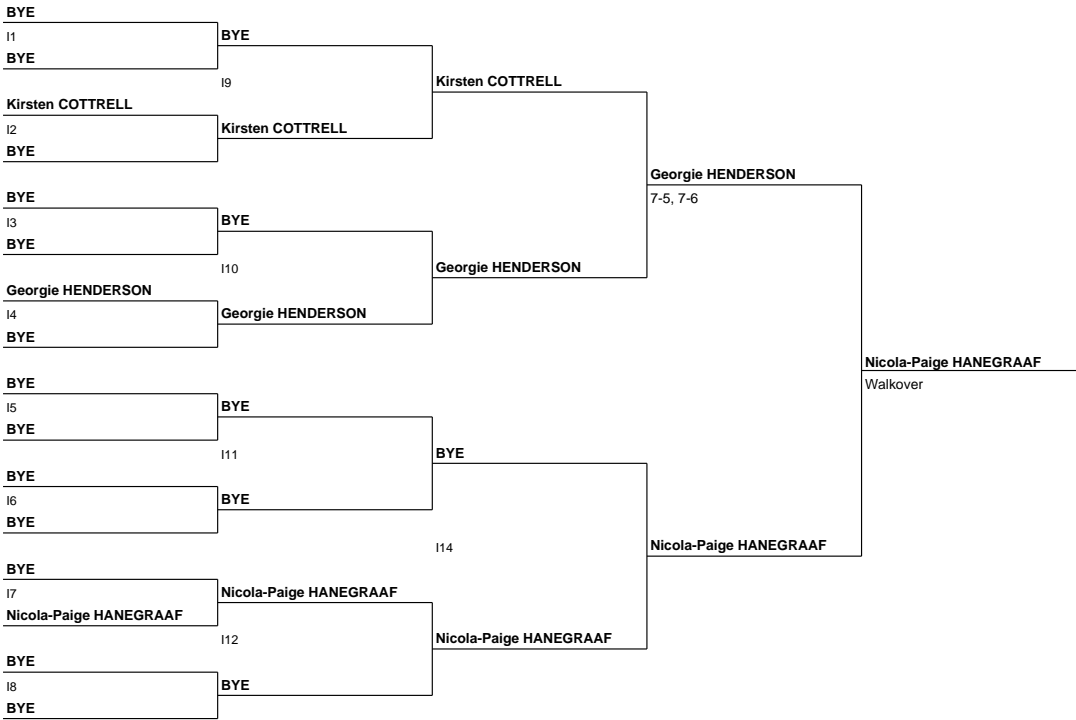 BYE
I1
BYE
BYE
I9
Kirsten COTTRELL
Kirsten COTTRELL
I2
Kirsten COTTRELL
BYE
Georgie HENDERSON
7-5, 7-6
BYE
I3
BYE
BYE
I10
Georgie HENDERSON
Georgie HENDERSON
I4
Georgie HENDERSON
BYE
Nicola-Paige HANEGRAAF
Walkover
BYE
I5
BYE
BYE
I11
BYE
BYE
I6
BYE
BYE
I14
Nicola-Paige HANEGRAAF
BYE
I7
Nicola-Paige HANEGRAAF
Nicola-Paige HANEGRAAF
I12
Nicola-Paige HANEGRAAF
BYE
I8
BYE
BYE